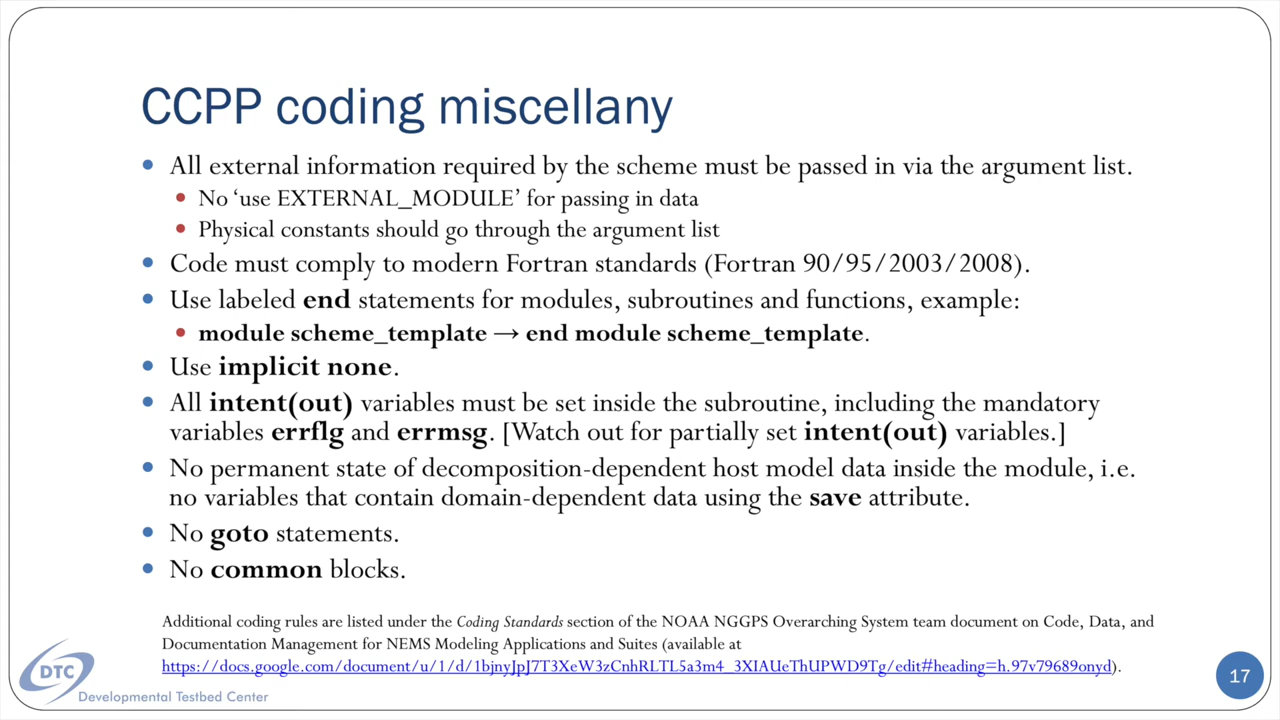 CCPP coding miscellany
All external information required by the scheme must be passed in via the argument list.
No ‘use EXTERNAL_MODULE’ for passing in data
Physical constants should go through the argument list
Code must comply to modern Fortran standards (Fortran 90/95/2003/2008).
Use labeled end statements for modules, subroutines and functions, example:
module scheme_template → end module scheme_template.
Use implicit none.
All intent(out) variables must be set inside the subroutine, including the mandatory
variables errflg and errmsg. [Watch out for partially set intent(out) variables.]
No permanent state of decomposition-dependent host model data inside the module, i.e.
no variables that contain domain-dependent data using the save attribute.
No goto statements.
No common blocks.
Additional coding rules are listed under the Coding Standards section of the NOAA NGGPS Overarching System team document on Code, Data, and
Documentation Management for NEMS Modeling Applications and Suites (available at
https://docs.google.com/document/u/1/d/1bjnyJpJ7T3XeW3zCnhRLTL5a3m4_3XIAUeThUPWD9Tg/edit#heading=h.97v79689onyd).
DTC
Developmental Testbed Center
17